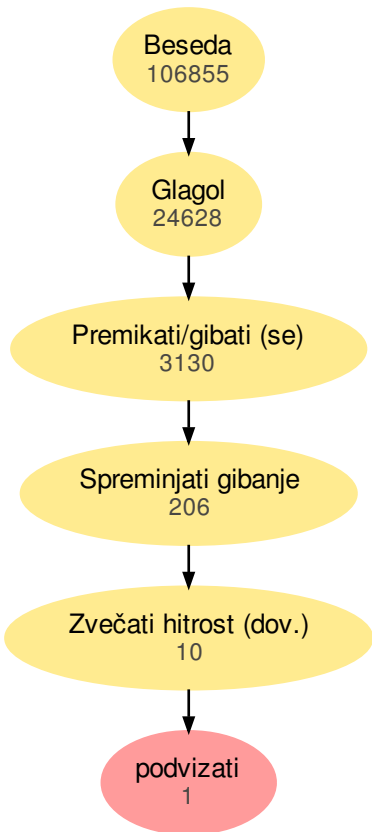 Beseda
106855
Glagol
24628
Premikati/gibati (se)
3130
Spreminjati gibanje
206
Zvečati hitrost (dov.)
10
podvizati
1